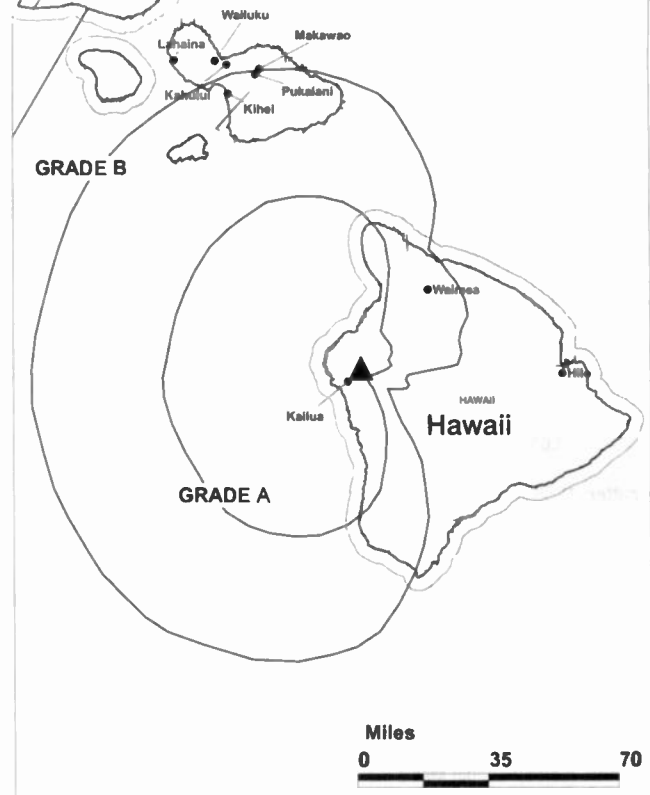 Wailuku
Lahaina
Makawao
Kahului
Pukalani
Kihei
GRADE B
Waimea
Hilo
HAWAII
Kailua
Hawaii
GRADE A
Miles
0 35 70